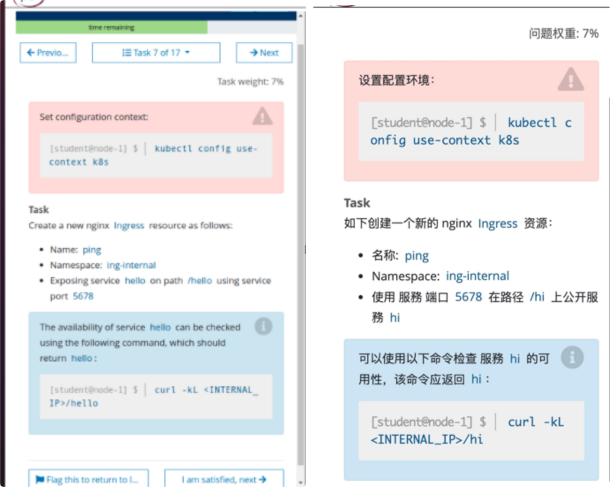 time remaining
Previo...
Task 7 of 17
Next
Task weight: 7%
Set configuration context:
[student@node-1] $ kubectl config use-
context k8s
Task
Create a new nginx Ingress resource as follows:
Name: ping
Namespace: ing-internal
Exposing service hello on path /hello using service
port 5678
The availability of service hello can be checked
using the following command, which should
return hello :
[student@node-1] $ curl -kL <INTERNAL_
IP>/hello
Flag this to return to l...
I am satisfied, next
问题权重: 7%
设置配置环境:
[student@node-1] $ kubectl c
onfig use-context k8s
Task
如下创建一个新的 nginx Ingress 资源:
名称: ping
Namespace: ing-internal
使用 服務 端口 5678 在路径 /hi 上公开服
務 hi
可以使用以下命令检查 服務 hi 的可
用性，该命令应返回 hi :
[student@node-1] $ curl -kL
<INTERNAL_IP>/hi